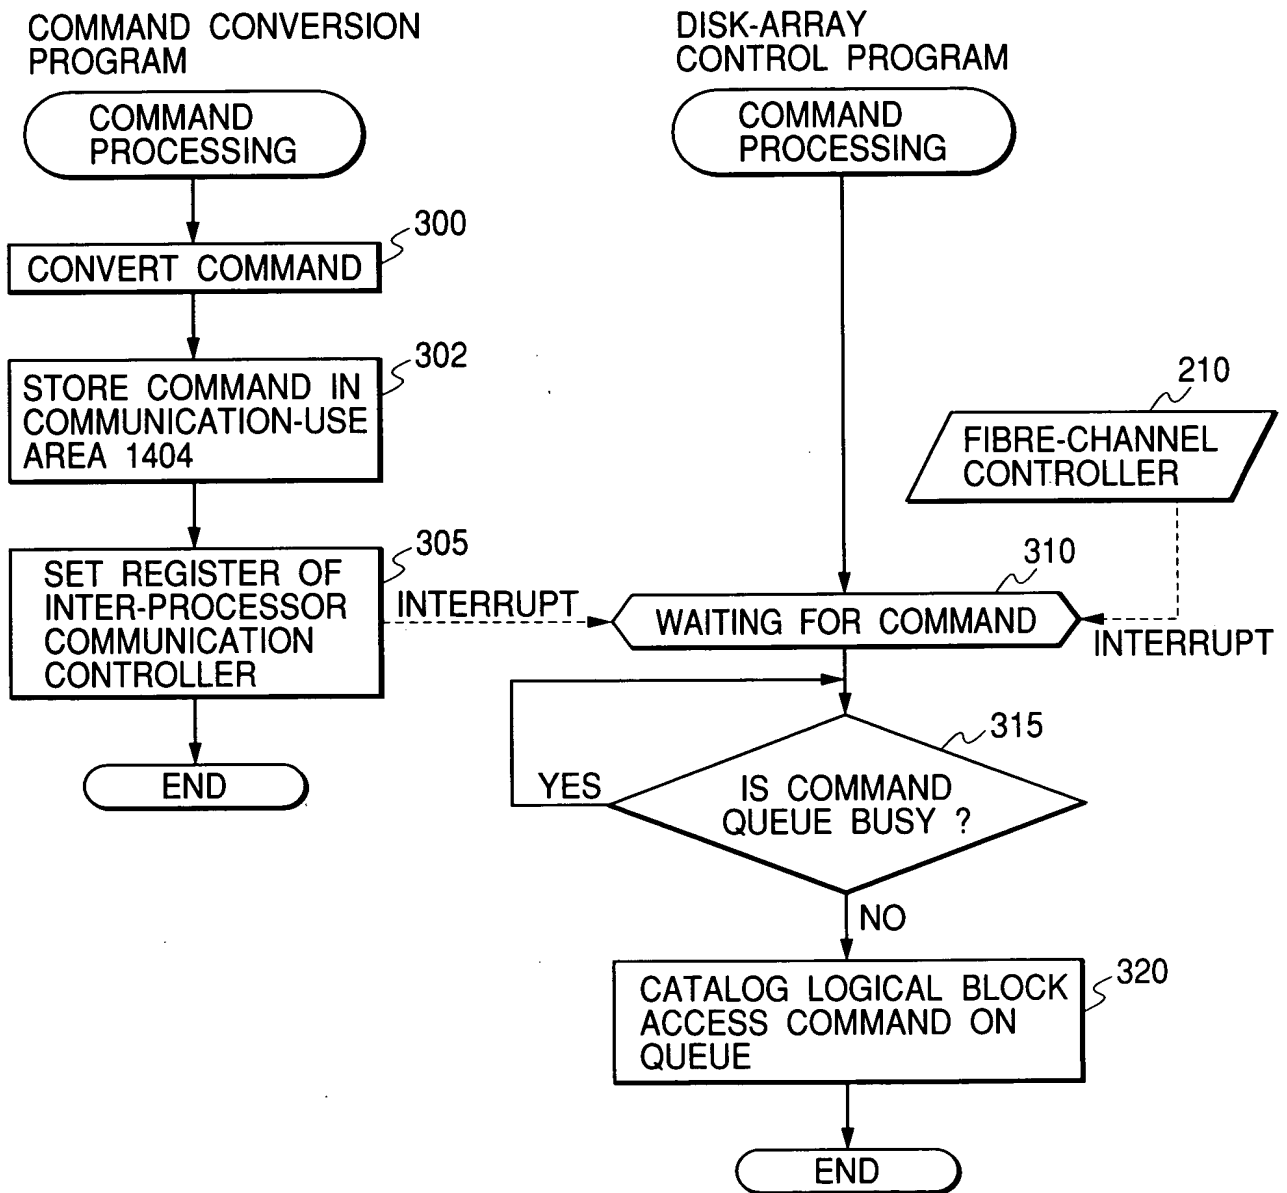 COMMAND CONVERSION
PROGRAM
COMMAND
PROCESSING
300
CONVERT COMMAND
302
STORE COMMAND IN
COMMUNICATION-USE
AREA 1404
305
SET REGISTER OF
INTER-PROCESSOR
COMMUNICATION
CONTROLLER
INTERRUPT
END
DISK-ARRAY
CONTROL PROGRAM
COMMAND
PROCESSING
210
FIBRE-CHANNEL
CONTROLLER
310
WAITING FOR COMMAND
INTERRUPT
315
YES
IS COMMAND
QUEUE BUSY ?
NO
320
CATALOG LOGICAL BLOCK
ACCESS COMMAND ON
QUEUE
END